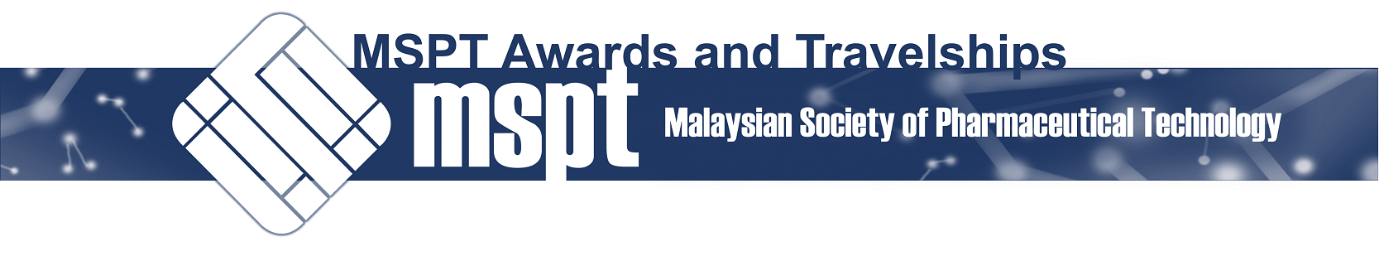 MSPT Awards and Travelships
mspt
Malaysian Society of Pharmaceutical Technology